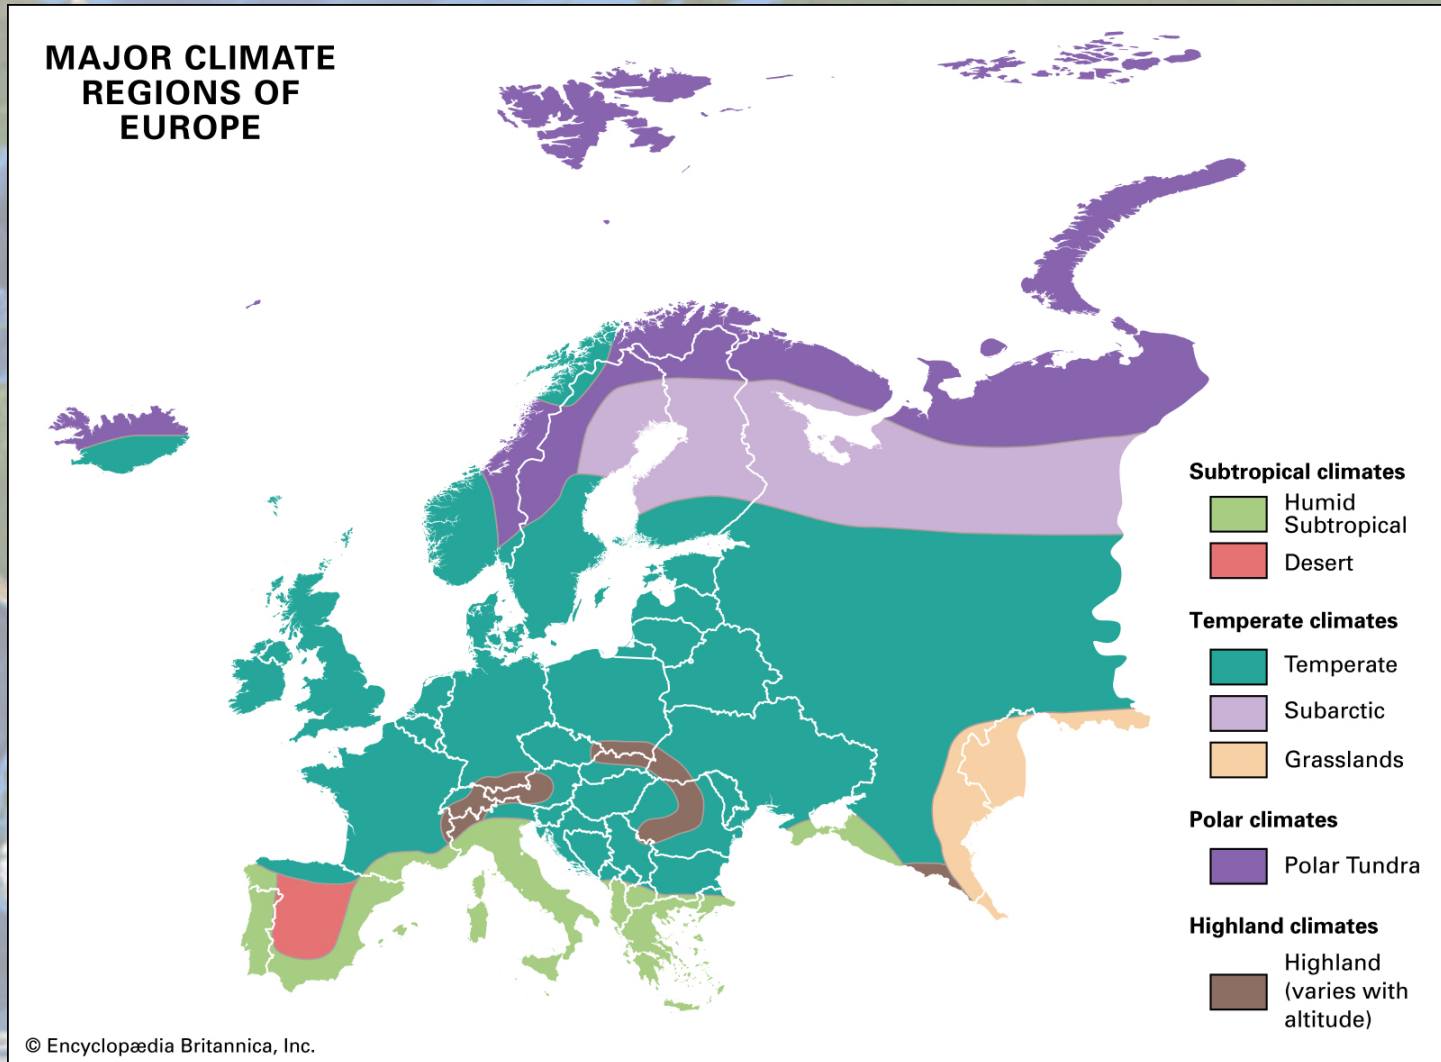 MAJOR CLIMATE
REGIONS OF
EUROPE
Subtropical climates
Humid
Subtropical
Desert
Temperate climates
Temperate
Subarctic
Grasslands
Polar climates
Polar Tundra
Highland climates
Highland
(varies with
altitude)
© Encyclopædia Britannica, Inc.